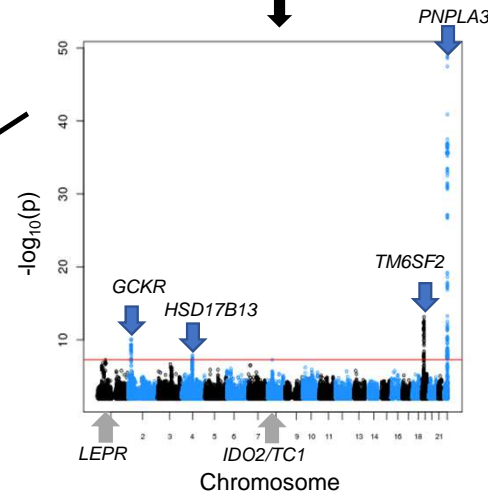 PNPLA3
50
40
30
20
10
-log10(p)
TM6SF2
GCKR
HSD17B13
2 3 4 5 6 7 8 9 10 11 13 14 16 18 21
LEPR
IDO2/TC1
Chromosome